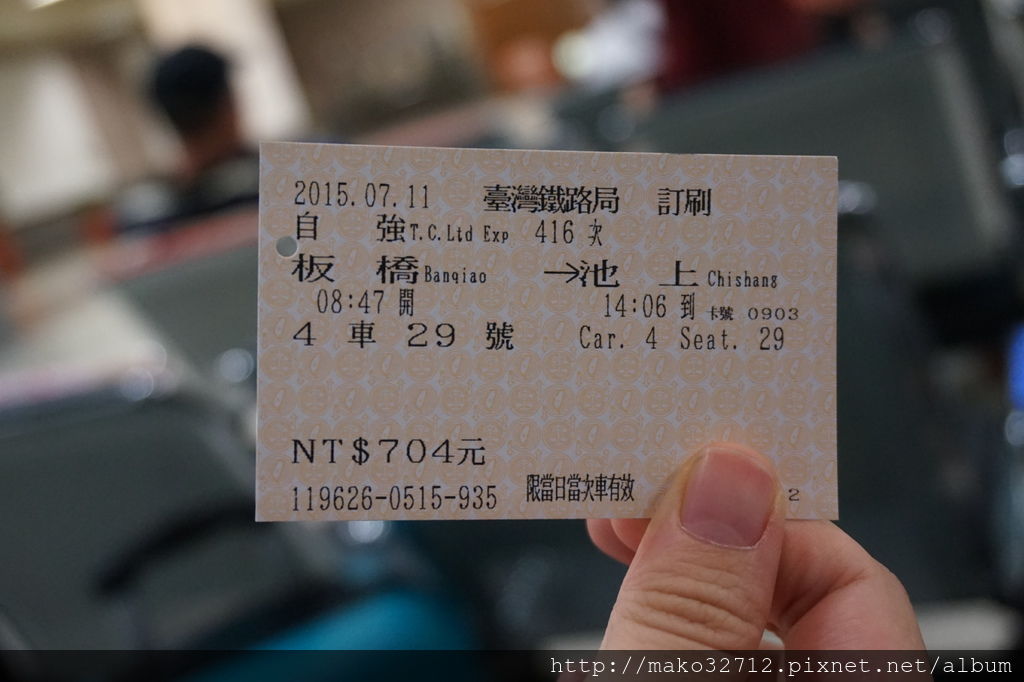 2015.07.11 臺灣鐵路局 訂刷
自 強 T.C.Ltd Exp 416 次
板 橋 Banqiao →池 上 Chishang
08:47 開 14:06 到 卡號 0903
4 車 29 號 Car. 4 Seat. 29
NT$704元
119626-0515-935 限當日當次車有效 2
http://mako32712.pixnet.net/album